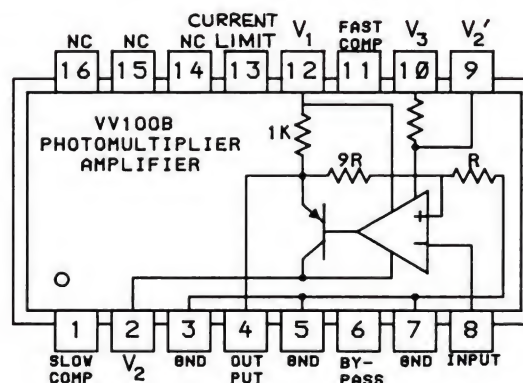 CURRENT
NC NC NC LIMIT V₁ FAST COMP V₃ V₂'
16 15 14 13 12 11 10 9
VV100B
PHOTOMULTIPLIER
AMPLIFIER
1K
9R R
+
−
1 2 3 4 5 6 7 8
SLOW COMP V₂ GND OUT PUT GND BY- PASS GND INPUT